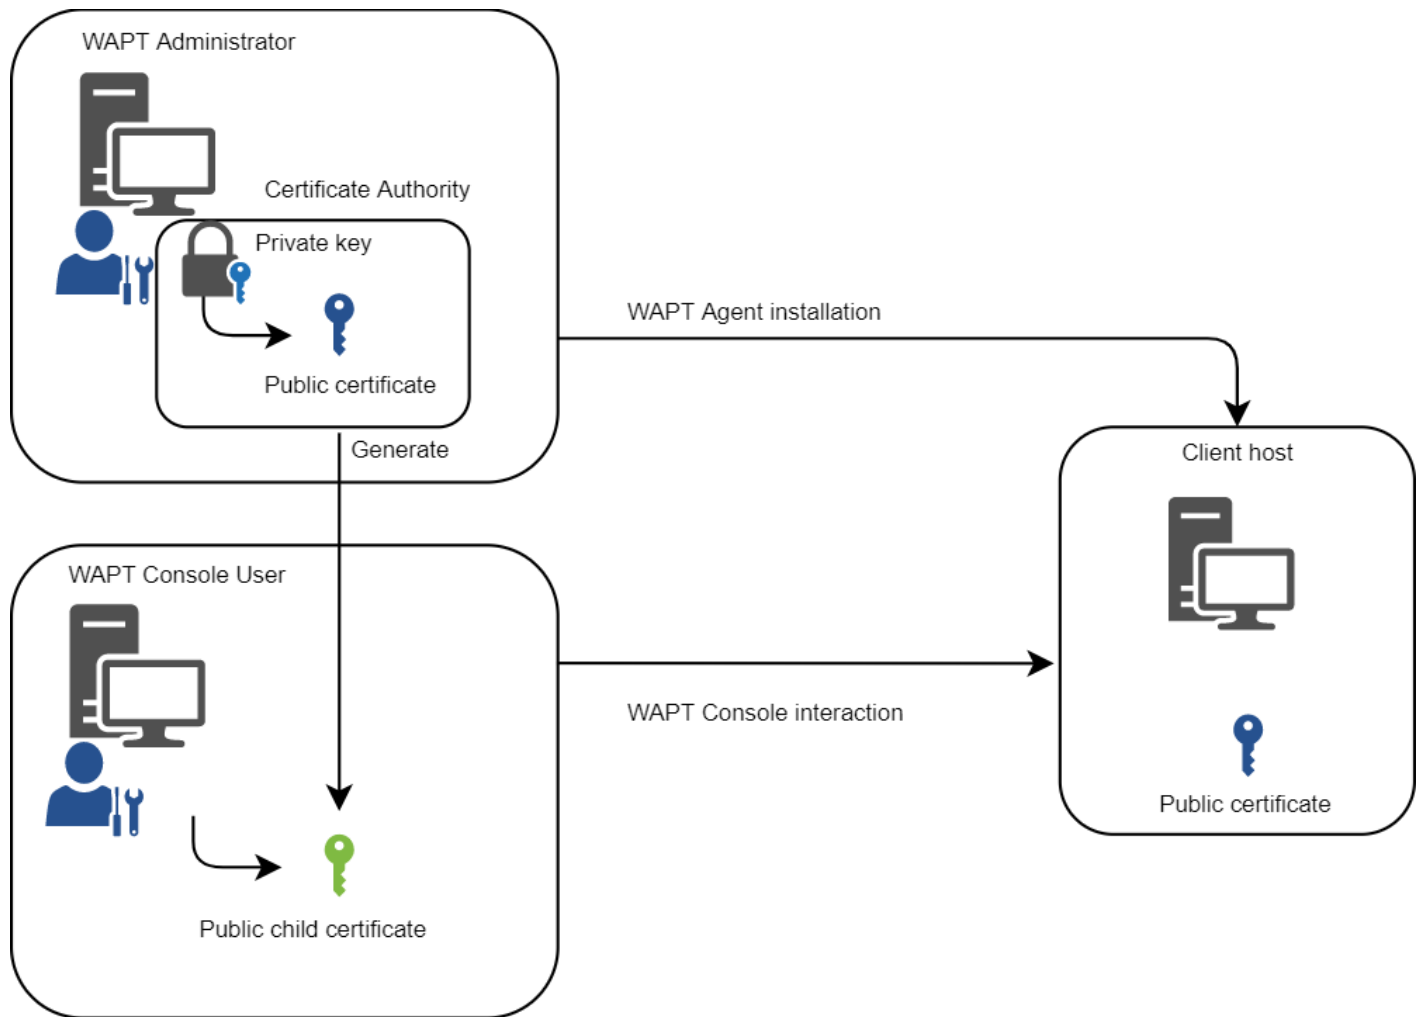 WAPT Administrator
Certificate Authority
Private key
Public certificate
Generate
WAPT Agent installation
Client host
Public certificate
WAPT Console User
WAPT Console interaction
Public child certificate